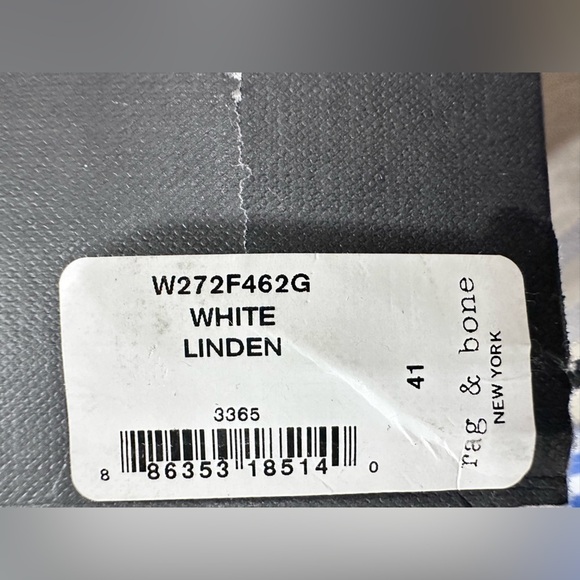 W272F462G
WHITE
LINDEN
41
rag & bone
NEW YORK
3365
8 86353 18514 0